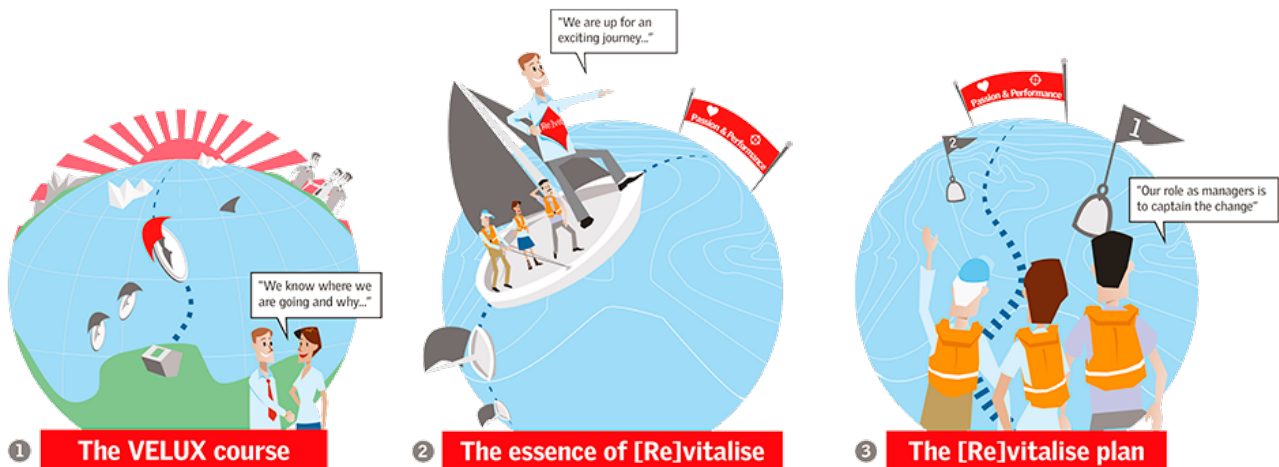 "We know where we
are going and why..."
1
The VELUX course
"We are up for an
exciting journey..."
[Re]vit
Passion & Performance
2
The essence of [Re]vitalise
Passion & Performance
2
1
"Our role as managers is
to captain the change"
3
The [Re]vitalise plan